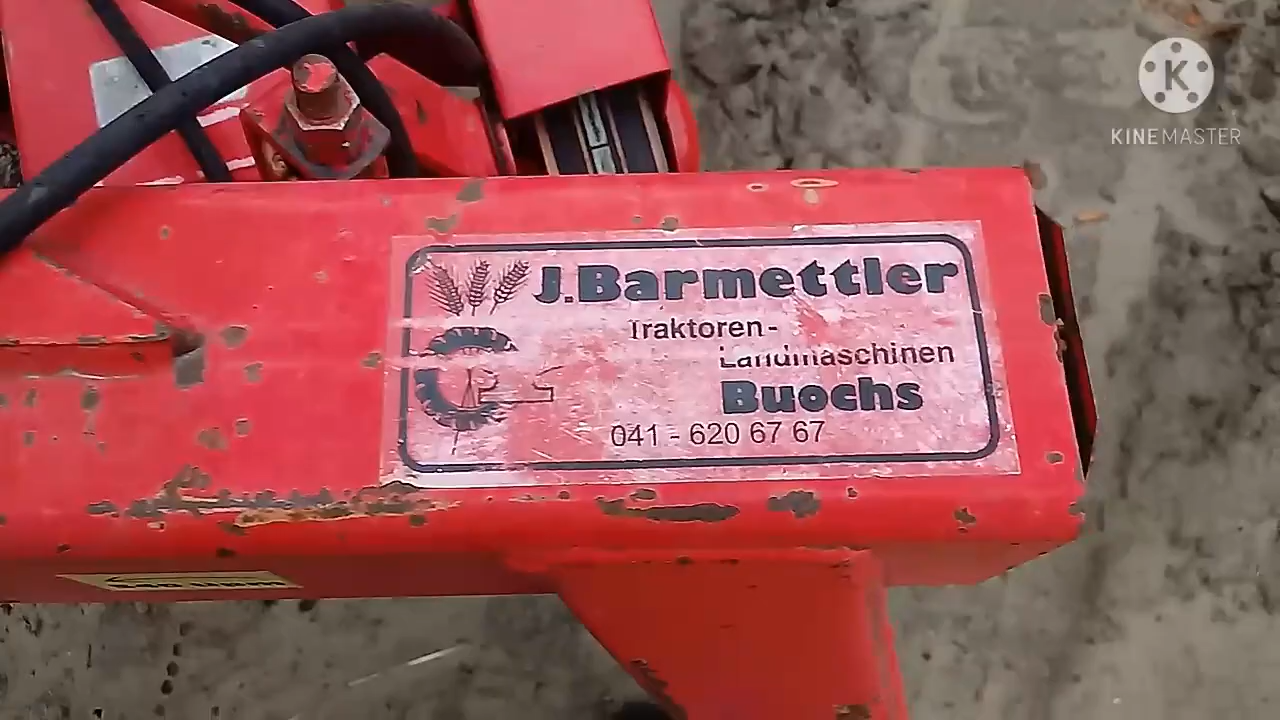 K
KINEMASTER
J.Barmettler
Traktoren-
Landmaschinen
Buochs
041 - 620 67 67